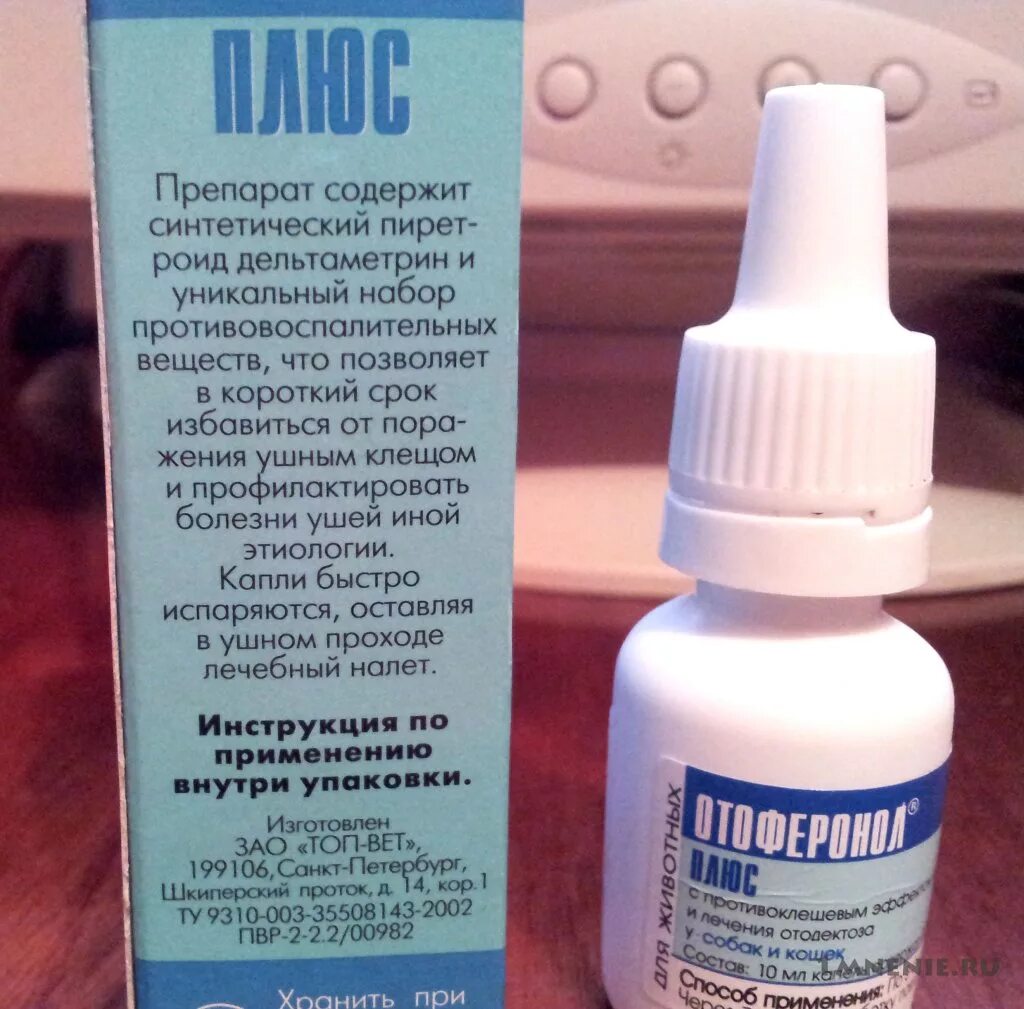 ПЛЮС
Препарат содержит
синтетический пирет-
роид дельтаметрин и
уникальный набор
противовоспалительных
веществ, что позволяет
в короткий срок
избавиться от пора-
жения ушным клещом
и профилактировать
болезни ушей иной
этиологии.
Капли быстро
испаряются, оставляя
в ушном проходе
лечебный налет.
Инструкция по
применению
внутри упаковки.
Изготовлен
ЗАО «ТОП-ВЕТ»,
199106, Санкт-Петербург,
Шкиперский проток, д. 14, кор.1
ТУ 9310-003-35508143-2002
ПВР-2-2.2/00982
Хранить при
для животных
ОТОФЕРОНОЛ®
ПЛЮС
с противоклещевым
и лечения отодектоза
у собак и кошек
Состав: 10 мл
Способ применения:
1MNENIE.RU